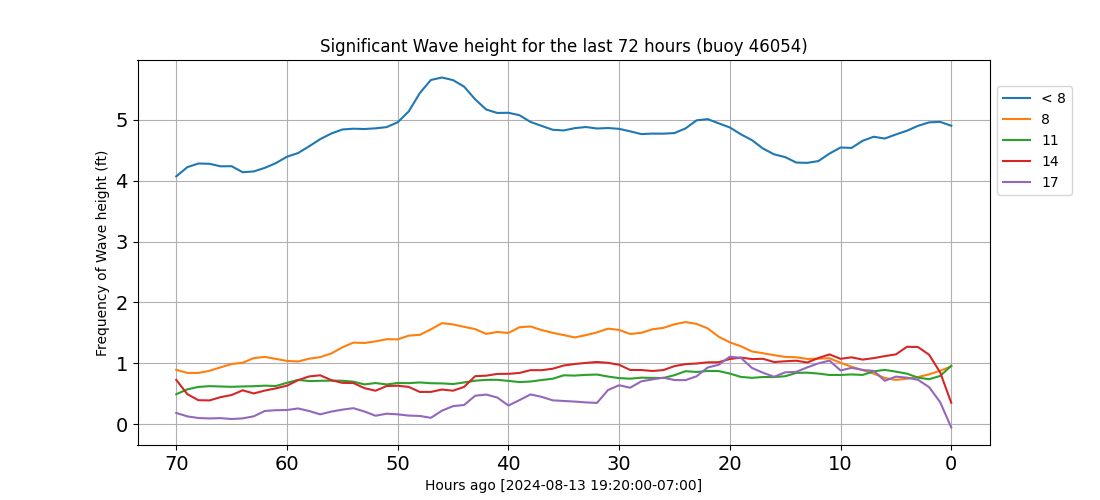 Significant Wave height for the last 72 hours (buoy 46054)
Frequency of Wave height (ft)
5
4
3
2
1
0
70 60 50 40 30 20 10 0
Hours ago [2024-08-13 19:20:00-07:00]
< 8
8
11
14
17